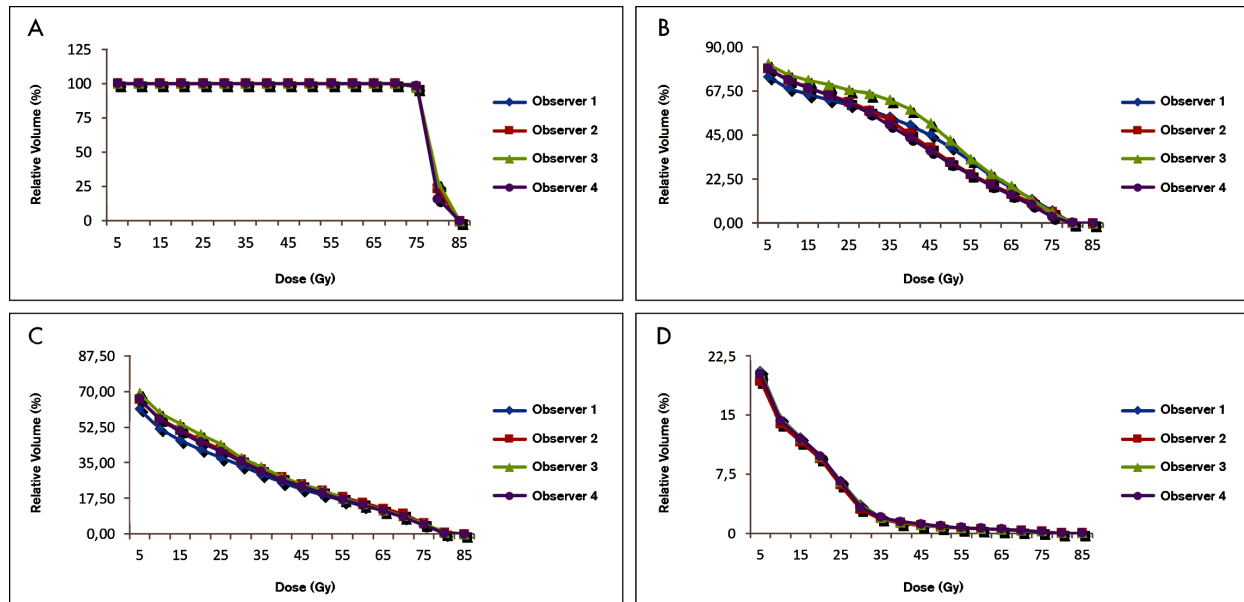 A
125
100
75
50
25
0
Relative Volume (%)
5 15 25 35 45 55 65 75 85
Dose (Gy)
Observer 1
Observer 2
Observer 3
Observer 4
B
90,00
67,50
45,00
22,50
0,00
Relative Volume (%)
5 15 25 35 45 55 65 75 85
Dose (Gy)
Observer 1
Observer 2
Observer 3
Observer 4
C
87,50
70,00
52,50
35,00
17,50
0,00
Relative Volume (%)
5 15 25 35 45 55 65 75 85
Dose (Gy)
Observer 1
Observer 2
Observer 3
Observer 4
D
22,5
15
7,5
0
Relative Volume (%)
5 15 25 35 45 55 65 75 85
Dose (Gy)
Observer 1
Observer 2
Observer 3
Observer 4